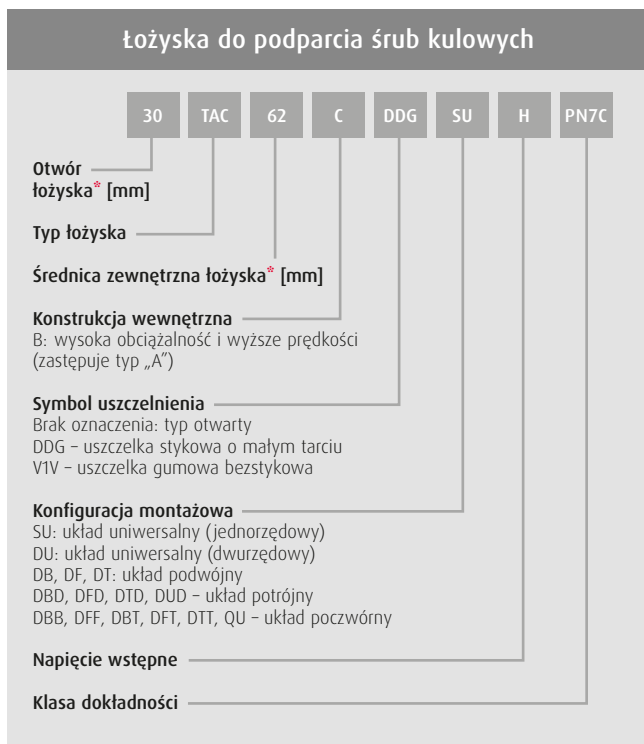 Łożyska do podparcia śrub kulowych
30 TAC 62 C DDG SU H PN7C
Otwór
łożyska* [mm]
Typ łożyska
Średnica zewnętrzna łożyska* [mm]
Konstrukcja wewnętrzna
B: wysoka obciążalność i wyższe prędkości
(zastępuje typ „A”)
Symbol uszczelnienia
Brak oznaczenia: typ otwarty
DDG – uszczelka stykowa o małym tarciu
V1V – uszczelka gumowa bezstykowa
Konfiguracja montażowa
SU: układ uniwersalny (jednorzędowy)
DU: układ uniwersalny (dwurzędowy)
DB, DF, DT: układ podwójny
DBD, DFD, DTD, DUD – układ potrójny
DBB, DFF, DBT, DFT, DTT, QU – układ poczwórny
Napięcie wstępne
Klasa dokładności